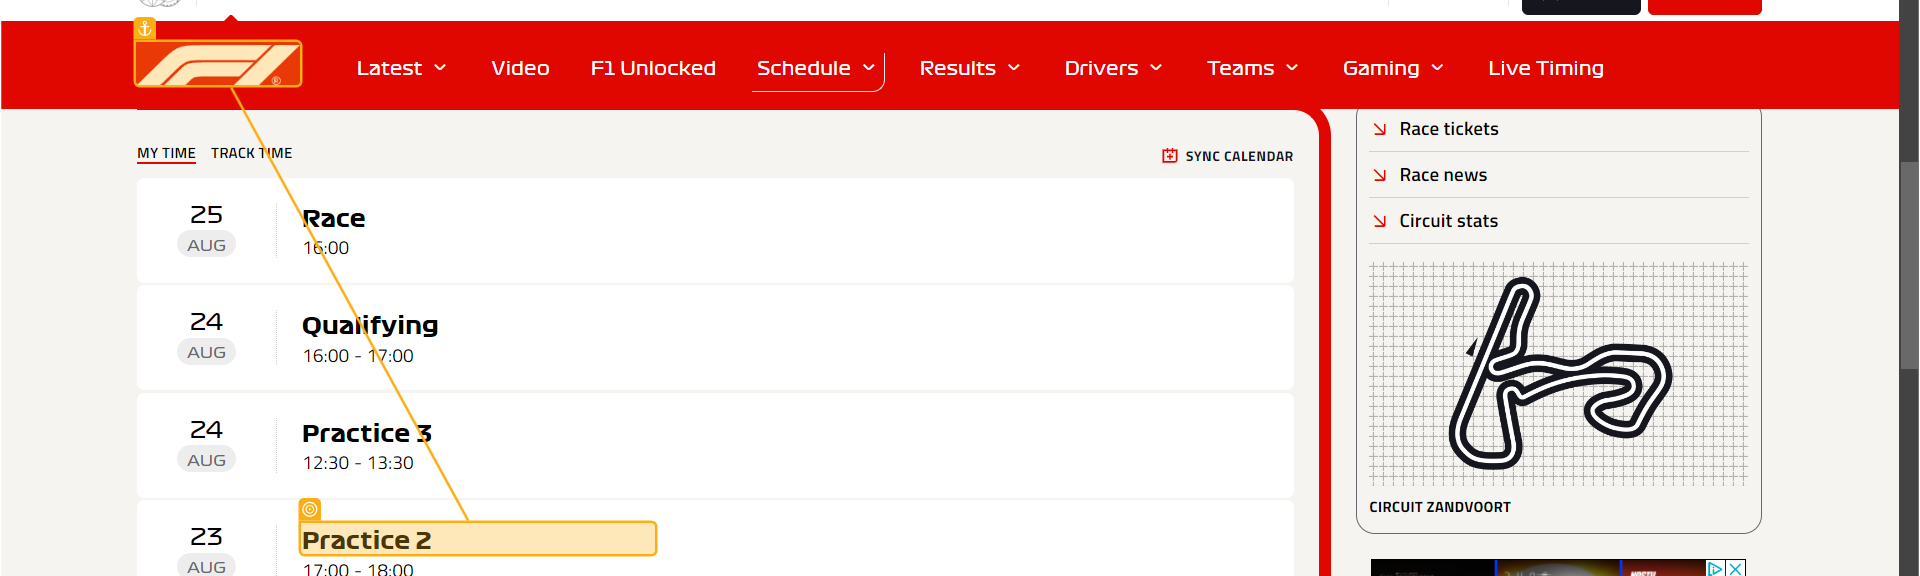 F1®
Latest
Video
F1 Unlocked
Schedule
Results
Drivers
Teams
Gaming
Live Timing
MY TIME
TRACK TIME
SYNC CALENDAR
25
AUG
Race
16:00
24
AUG
Qualifying
16:00 - 17:00
24
AUG
Practice 3
12:30 - 13:30
23
AUG
Practice 2
17:00 - 18:00
Race tickets
Race news
Circuit stats
CIRCUIT ZANDVOORT